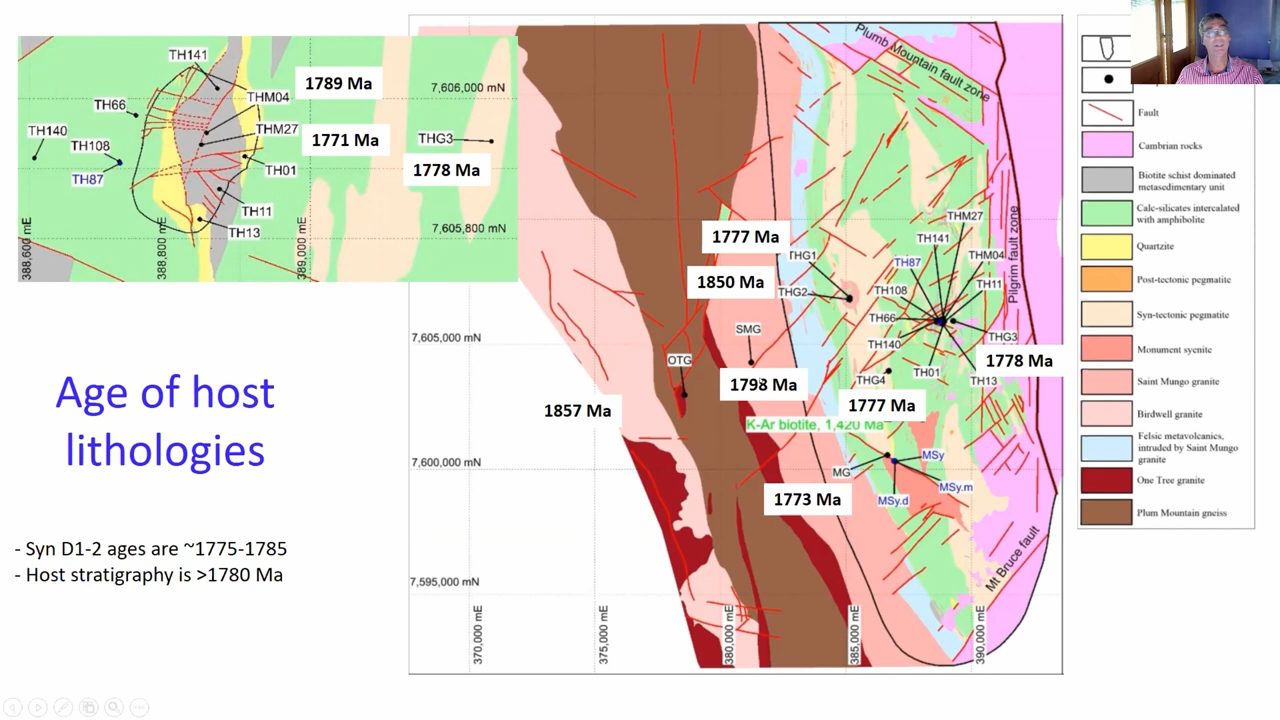 TH141
1789 Ma
TH66
THM04
7,606,000 mN
TH140
THM27
1771 Ma
THG3
TH108
TH87
TH01
1778 Ma
TH11
TH13
7,605,800 mN
388,600 mE
388,800 mE
389,000 mE
Age of host
lithologies
- Syn D1-2 ages are ~1775-1785
- Host stratigraphy is >1780 Ma
Plumb Mountain fault zone
Pilgrim fault zone
Mt Bruce fault
THM27
1777 Ma
TH141
THG1
TH87
THM04
1850 Ma
THG2
TH108
TH11
TH66
SMG
7,605,000 mN
THG3
TH140
OTG
1778 Ma
1798 Ma
THG4
TH01
TH13
1857 Ma
1777 Ma
K-Ar biotite, 1,420 Ma
7,600,000 mN
MG
MSy
MSy.m
MSy.d
1773 Ma
7,595,000 mN
370,000 mE
375,000 mE
380,000 mE
385,000 mE
390,000 mE
Fault
Cambrian rocks
Biotite schist dominated
metasedimentary unit
Calc-silicates intercalated
with amphibolite
Quartzite
Post-tectonic pegmatite
Syn-tectonic pegmatite
Monument syenite
Saint Mungo granite
Birdwell granite
Felsic metavolcanics,
intruded by Saint Mungo
granite
One Tree granite
Plum Mountain gneiss